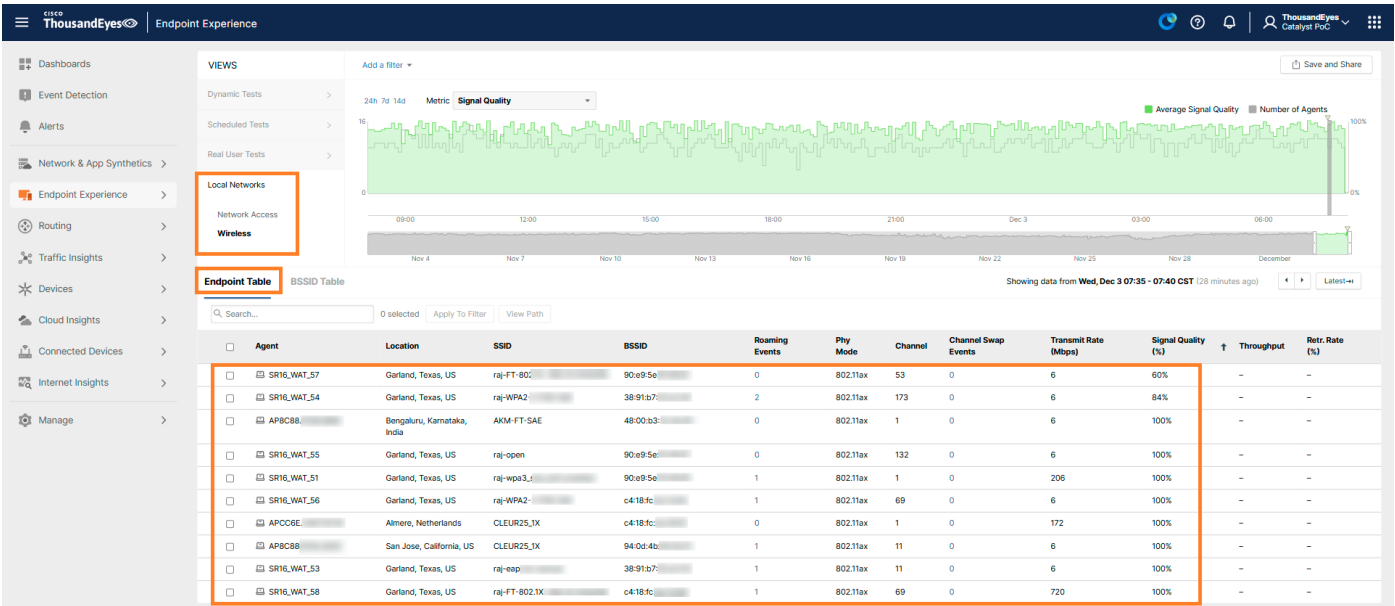 CISCO
ThousandEyes Endpoint Experience ThousandEyes
Catalyst PoC
Dashboards
Event Detection
Alerts
Network & App Synthetics
Endpoint Experience
Routing
Traffic Insights
Devices
Cloud Insights
Connected Devices
Internet Insights
Manage
VIEWS
Dynamic Tests
Scheduled Tests
Real User Tests
Local Networks
Network Access
Wireless
Add a filter
Save and Share
24h 7d 14d Metric Signal Quality
Average Signal Quality Number of Agents
16 100%
0 0%
09:00 12:00 15:00 18:00 21:00 Dec 3 03:00 06:00
Nov 4 Nov 7 Nov 10 Nov 13 Nov 16 Nov 19 Nov 22 Nov 25 Nov 28 December
Endpoint Table BSSID Table Showing data from Wed, Dec 3 07:35 - 07:40 CST (28 minutes ago) Latest
Search... 0 selected Apply To Filter View Path
Agent Location SSID BSSID Roaming Events Phy Mode Channel Channel Swap Events Transmit Rate (Mbps) Signal Quality (%) Throughput Retr. Rate (%)
SR16_WAT_57 Garland, Texas, US raj-FT-802 90:e9:5e 0 802.11ax 53 0 6 60% – –
SR16_WAT_54 Garland, Texas, US raj-WPA2- 38:91:b7: 2 802.11ax 173 0 6 84% – –
AP8C88. Bengaluru, Karnataka, India AKM-FT-SAE 48:00:b3: 0 802.11ax 1 0 6 100% – –
SR16_WAT_55 Garland, Texas, US raj-open 90:e9:5e: 0 802.11ax 132 0 6 100% – –
SR16_WAT_51 Garland, Texas, US raj-wpa3_ 90:e9:5e 1 802.11ax 1 0 206 100% – –
SR16_WAT_56 Garland, Texas, US raj-WPA2- c4:18:fc 1 802.11ax 69 0 6 100% – –
APCC6E. Almere, Netherlands CLEUR25_1X c4:18:fc: 0 802.11ax 1 0 172 100% – –
AP8C88 San Jose, California, US CLEUR25_1X 94:0d:4b 1 802.11ax 11 0 6 100% – –
SR16_WAT_53 Garland, Texas, US raj-eap 38:91:b7: 1 802.11ax 11 0 6 100% – –
SR16_WAT_58 Garland, Texas, US raj-FT-802.1X c4:18:fc 1 802.11ax 69 0 720 100% – –